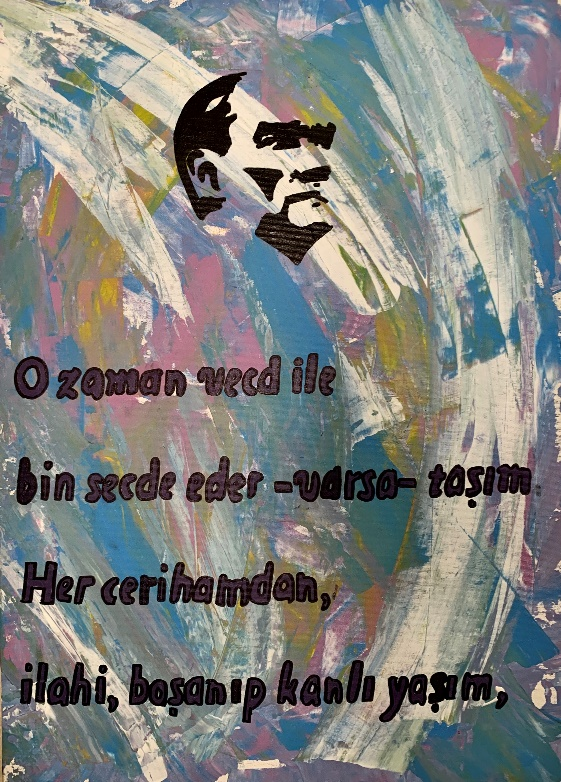 O zaman vecd ile
bin secde eder -varsa- taşım
Her cerihamdan,
ilahi, boşanıp kanlı yaşım,